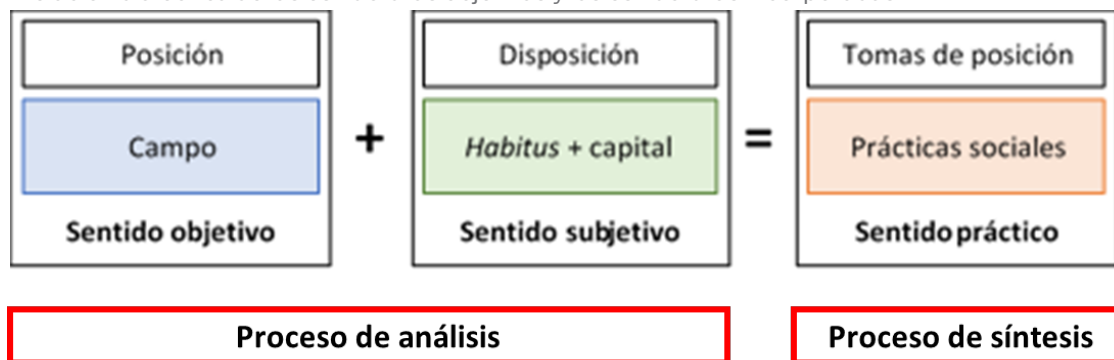 Posición
Disposición
Tomas de posición
Campo
+
Habitus + capital
=
Prácticas sociales
Sentido objetivo
Sentido subjetivo
Sentido práctico
Proceso de análisis
Proceso de síntesis